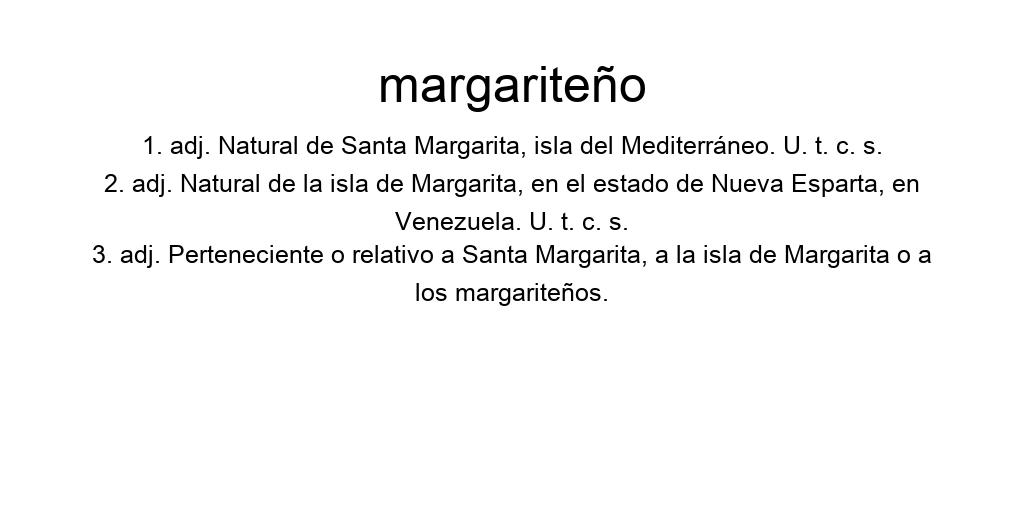 margariteño
1. adj. Natural de Santa Margarita, isla del Mediterráneo. U. t. c. s.
2. adj. Natural de la isla de Margarita, en el estado de Nueva Esparta, en
Venezuela. U. t. c. s.
3. adj. Perteneciente o relativo a Santa Margarita, a la isla de Margarita o a
los margariteños.